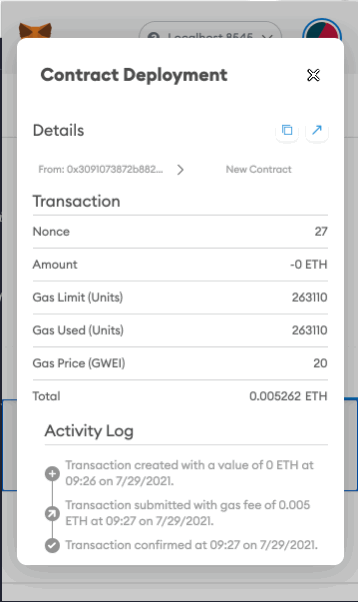 Localhost 8545
Contract Deployment
Details
From: 0x3091073872b882... New Contract
Transaction
Nonce 27
Amount -0 ETH
Gas Limit (Units) 263110
Gas Used (Units) 263110
Gas Price (GWEI) 20
Total 0.005262 ETH
Activity Log
Transaction created with a value of 0 ETH at
09:26 on 7/29/2021.
Transaction submitted with gas fee of 0.005
ETH at 09:27 on 7/29/2021.
Transaction confirmed at 09:27 on 7/29/2021.